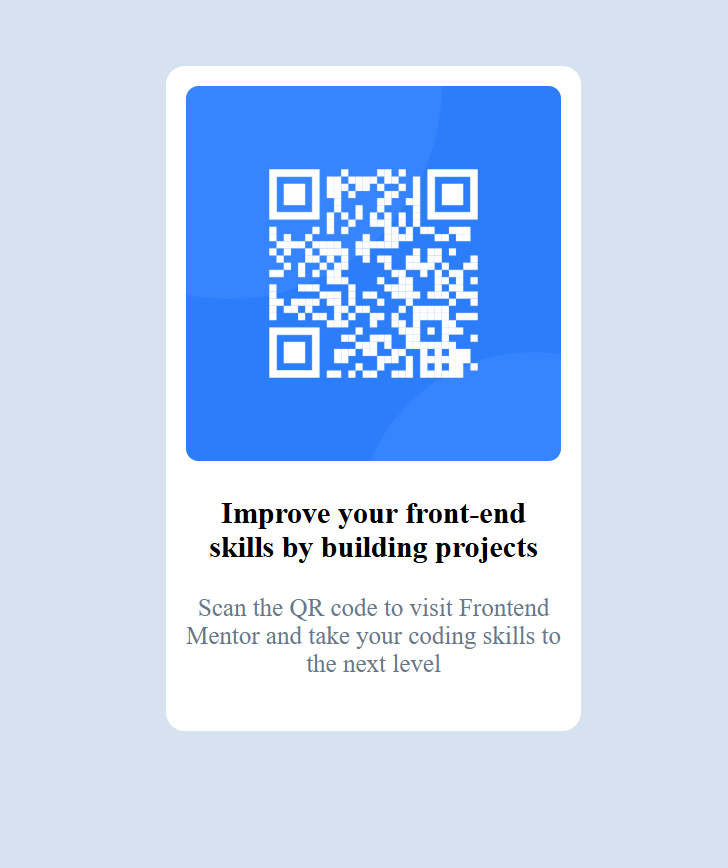 Improve your front-end
skills by building projects
Scan the QR code to visit Frontend
Mentor and take your coding skills to
the next level